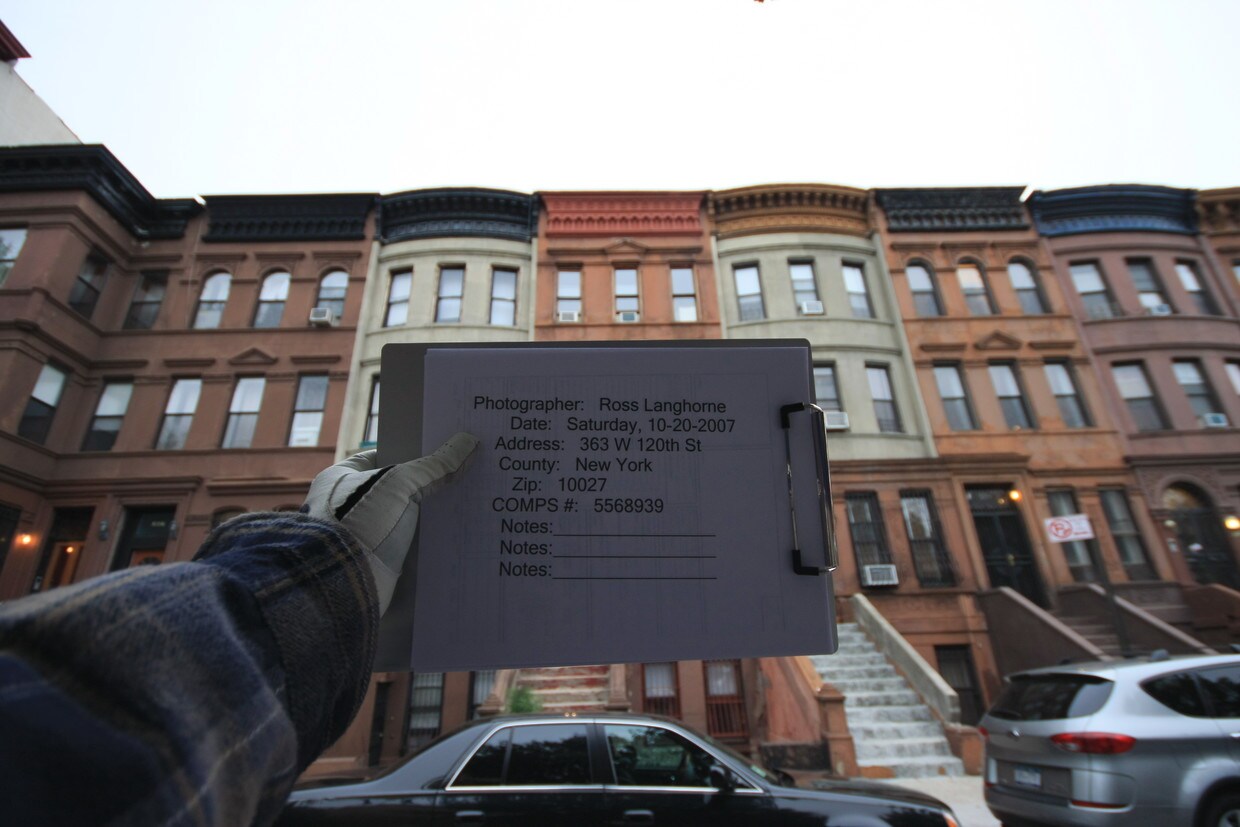 Photographer: Ross Langhorne
Date: Saturday, 10-20-2007
Address: 363 W 120th St
County: New York
Zip: 10027
COMPS #: 5568939
Notes:
Notes:
Notes: